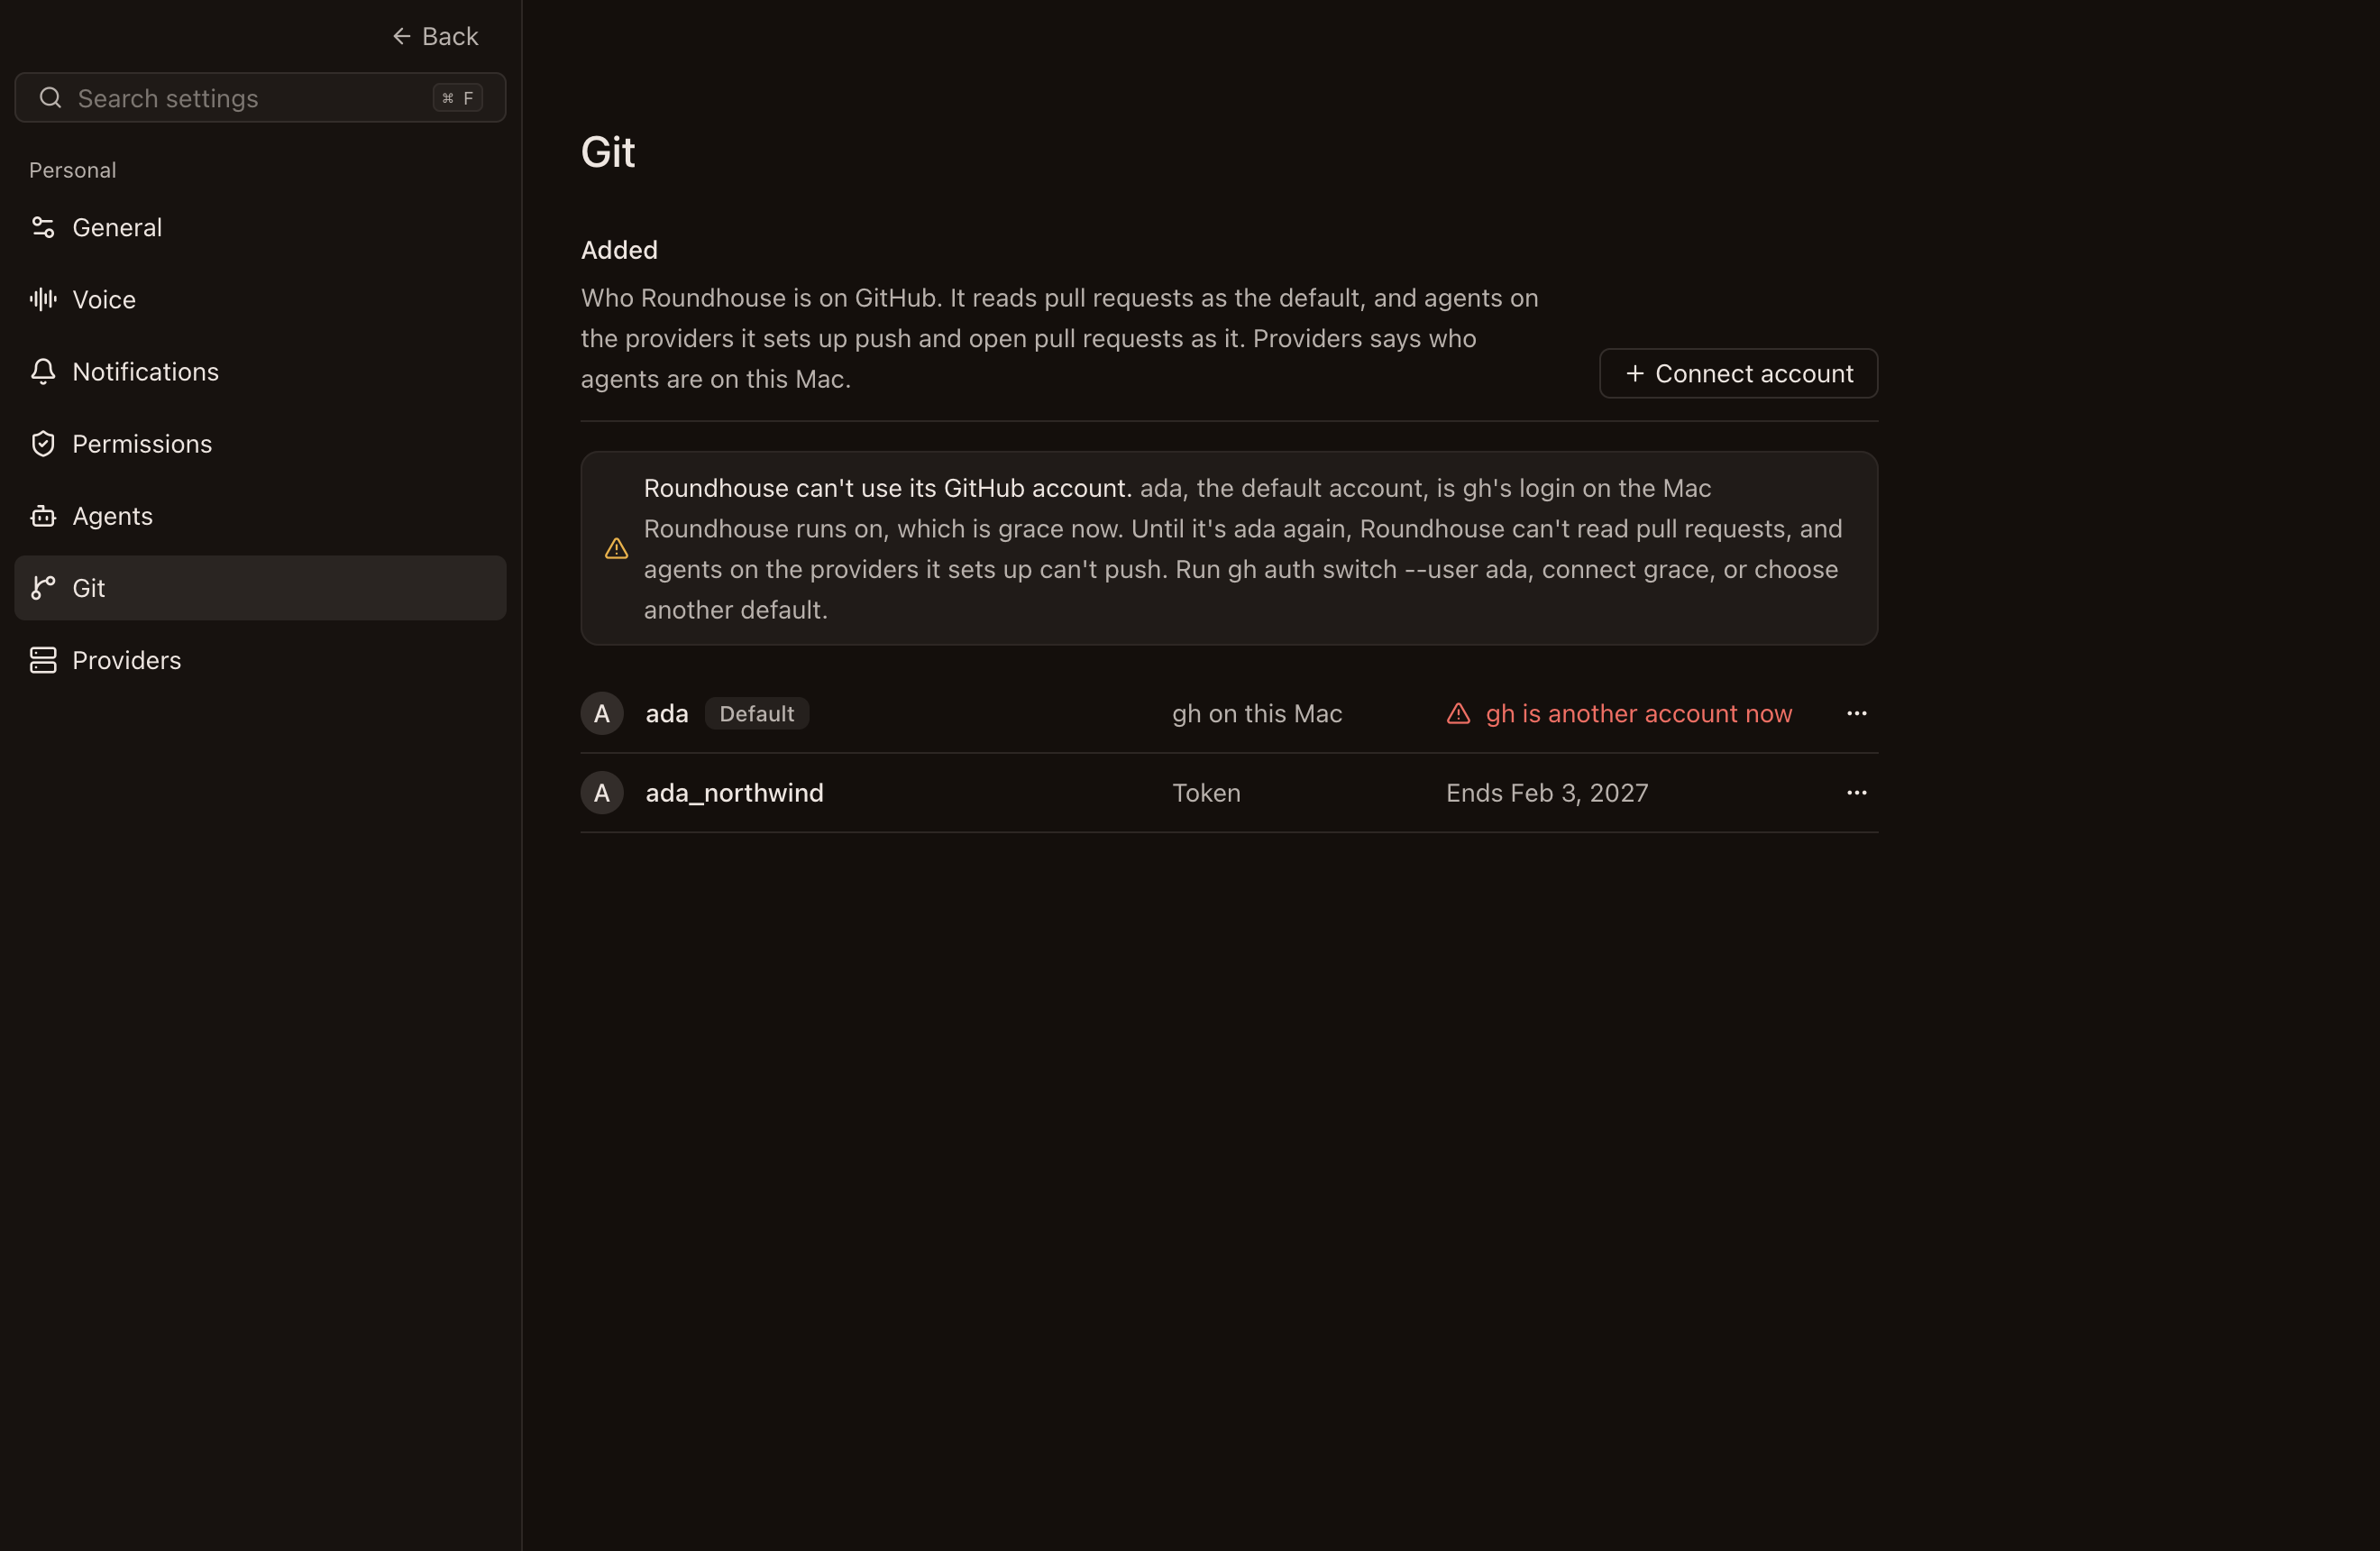 Back
Search settings
⌘ F
Personal
General
Voice
Notifications
Permissions
Agents
Git
Providers
Git
Added
Who Roundhouse is on GitHub. It reads pull requests as the default, and agents on
the providers it sets up push and open pull requests as it. Providers says who
agents are on this Mac.
Connect account
Roundhouse can't use its GitHub account. ada, the default account, is gh's login on the Mac
Roundhouse runs on, which is grace now. Until it's ada again, Roundhouse can't read pull requests, and
agents on the providers it sets up can't push. Run gh auth switch --user ada, connect grace, or choose
another default.
A ada Default gh on this Mac gh is another account now
A ada_northwind Token Ends Feb 3, 2027